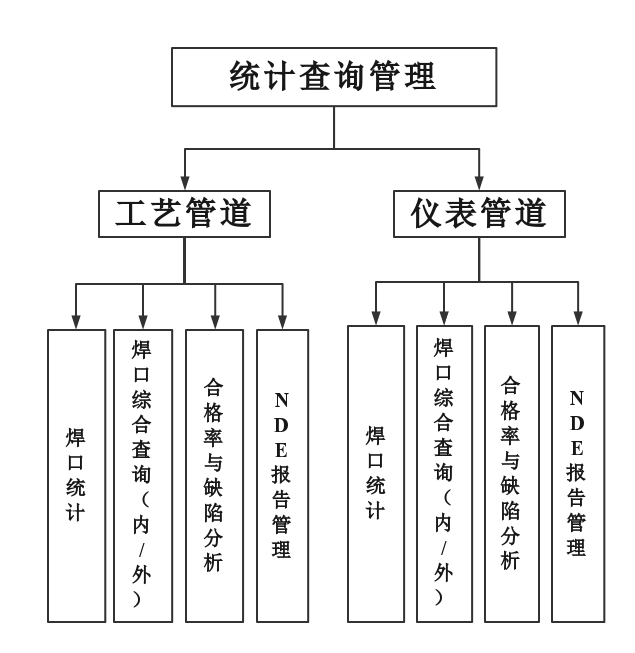 统计查询管理
工艺管道
仪表管道
焊口统计
焊口综合查询（内/外）
合格率与缺陷分析
NDE报告管理
焊口统计
焊口综合查询（内/外）
合格率与缺陷分析
NDE报告管理